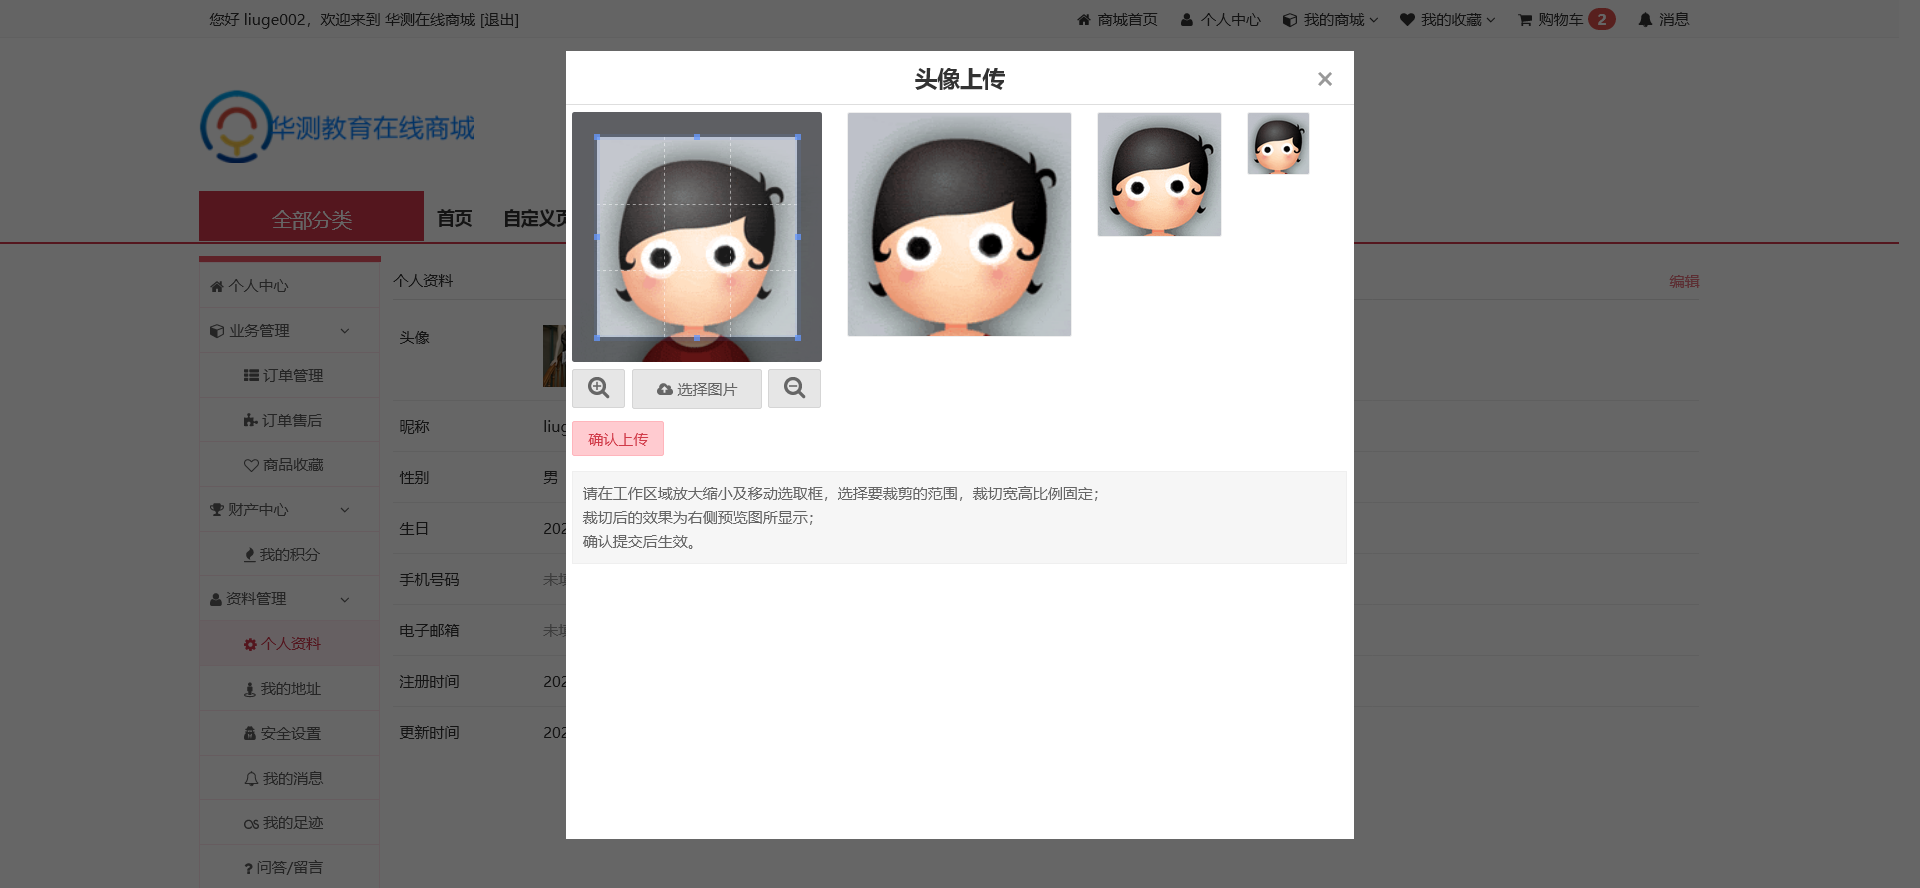 您好 liuge002，欢迎来到 华测在线商城 [退出]
商城首页 个人中心 我的商城 我的收藏 购物车 2 消息
华测教育在线商城
全部分类 首页 自定义
头像上传
×
选择图片
确认上传
请在工作区域放大缩小及移动选取框，选择要裁剪的范围，裁切宽高比例固定；
裁切后的效果为右侧预览图所显示；
确认提交后生效。
个人中心
业务管理
订单管理
订单售后
商品收藏
财产中心
我的积分
资料管理
个人资料
我的地址
安全设置
我的消息
我的足迹
问答/留言
个人资料 编辑
头像
昵称 liug
性别 男
生日 202
手机号码 未
电子邮箱 未
注册时间 202
更新时间 202